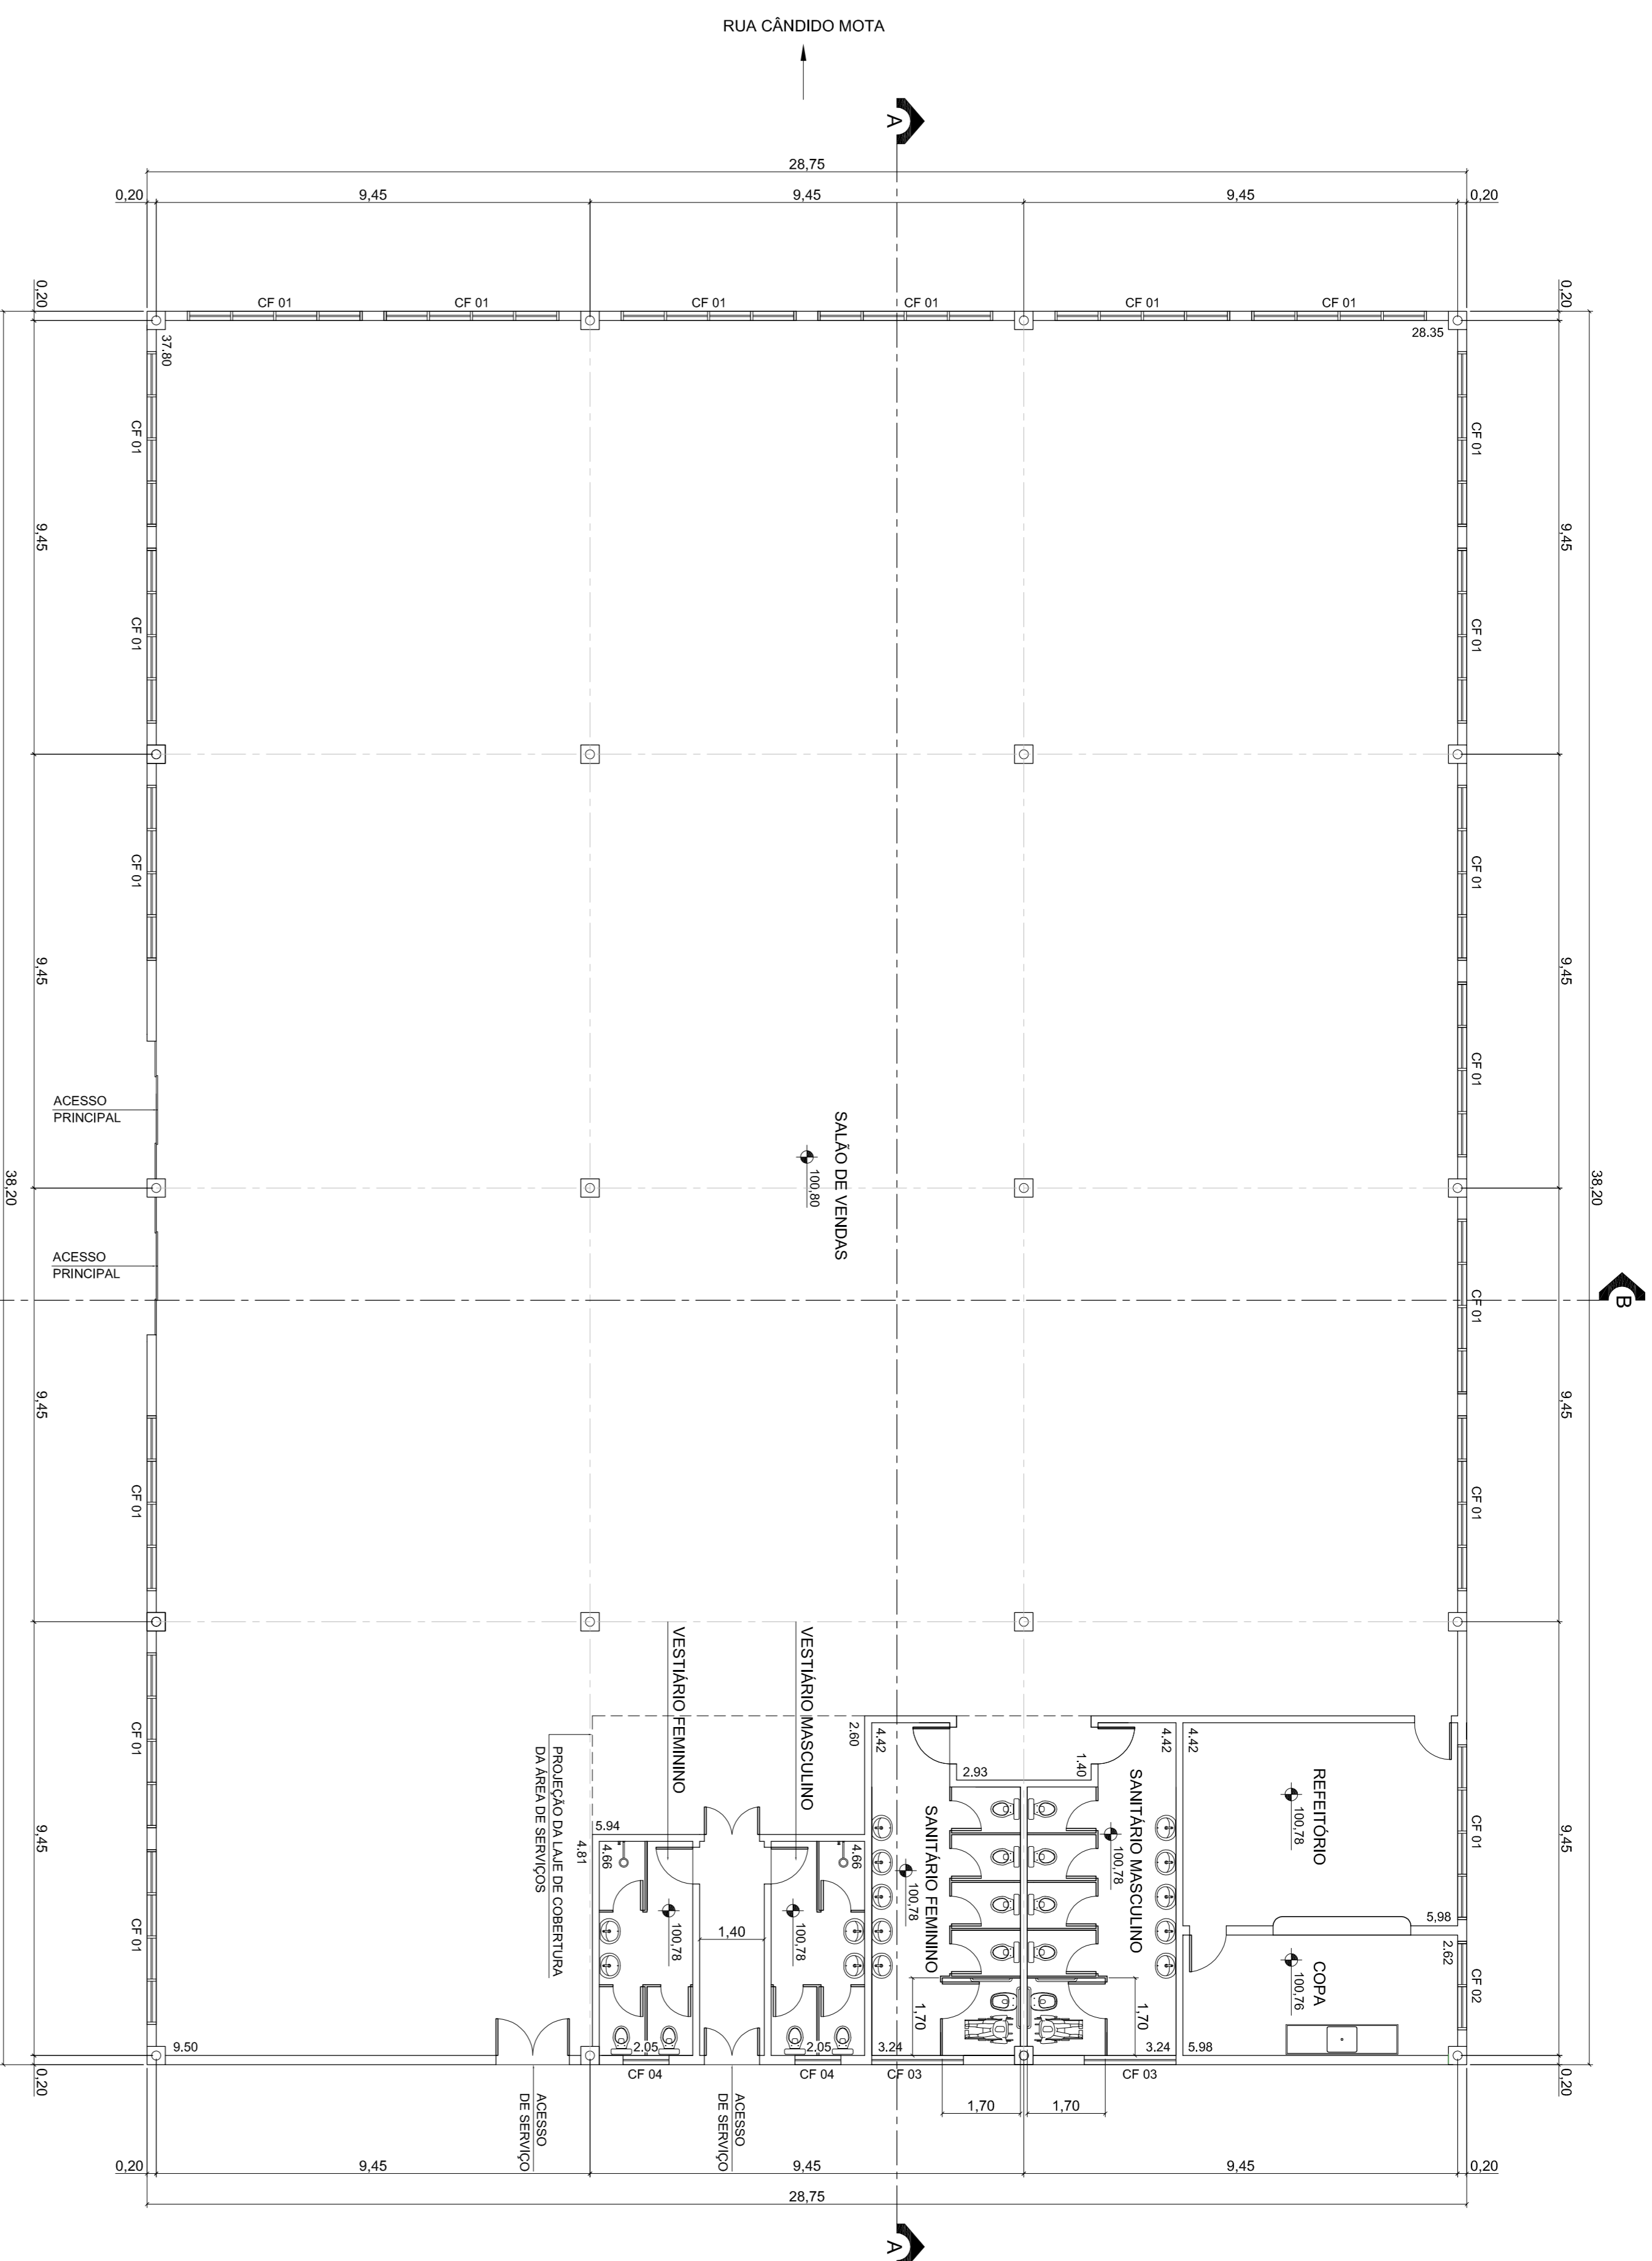 RUA CÂNDIDO MOTA
A
28,75
0,20
9,45
9,45
9,45
0,20
0,20
0,20
CF 01
CF 01
CF 01
CF 01
CF 01
CF 01
37.80
28.35
CF 01
CF 01
9,45
9,45
CF 01
CF 01
CF 01
CF 01
9,45
9,45
CF 01
ACESSO
PRINCIPAL
SALÃO DE VENDAS
100,80
38,20
38,20
ACESSO
PRINCIPAL
B
CF 01
9,45
9,45
CF 01
CF 01
VESTIÁRIO FEMININO
VESTIÁRIO MASCULINO
CF 01
PROJEÇÃO DA LAJE DE COBERTURA
DA ÁREA DE SERVIÇOS
2.60
4.42
4.42
4.42
1.40
2.93
SANITÁRIO MASCULINO
100,78
REFEITÓRIO
100,78
CF 01
9,45
9,45
5.94
4.81
4.66
4.66
SANITÁRIO FEMININO
100,78
100,78
100,78
1,40
CF 01
5,98
2.62
COPA
100,76
CF 02
1,70
1,70
9.50
2.05
2.05
3.24
3.24
5.98
0,20
0,20
CF 04
CF 04
CF 03
CF 03
1,70
1,70
ACESSO
DE SERVIÇO
ACESSO
DE SERVIÇO
0,20
9,45
9,45
9,45
0,20
28,75
A